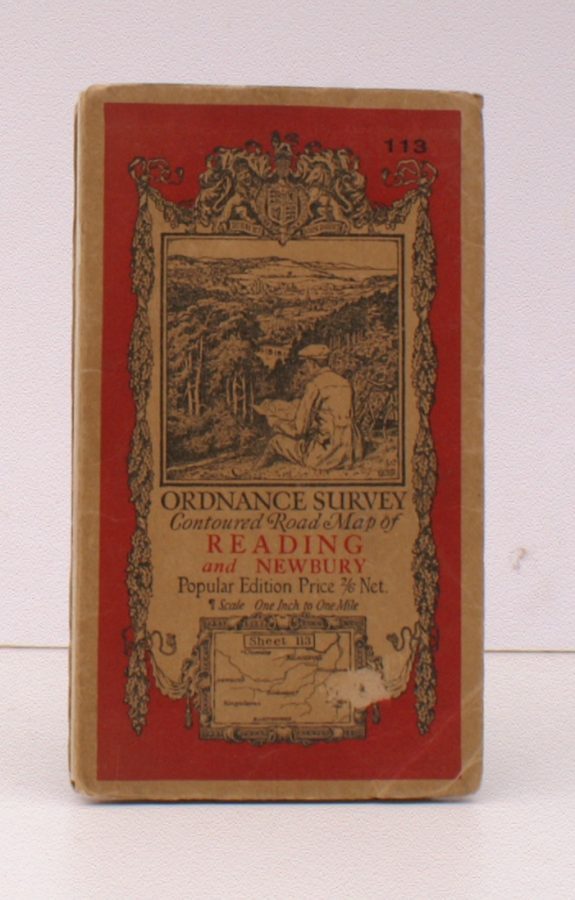 113
ORDNANCE SURVEY
Contoured Road Map of
READING
and NEWBURY
Popular Edition Price 2/6 Net.
¶ Scale One Inch to One Mile
Sheet 113